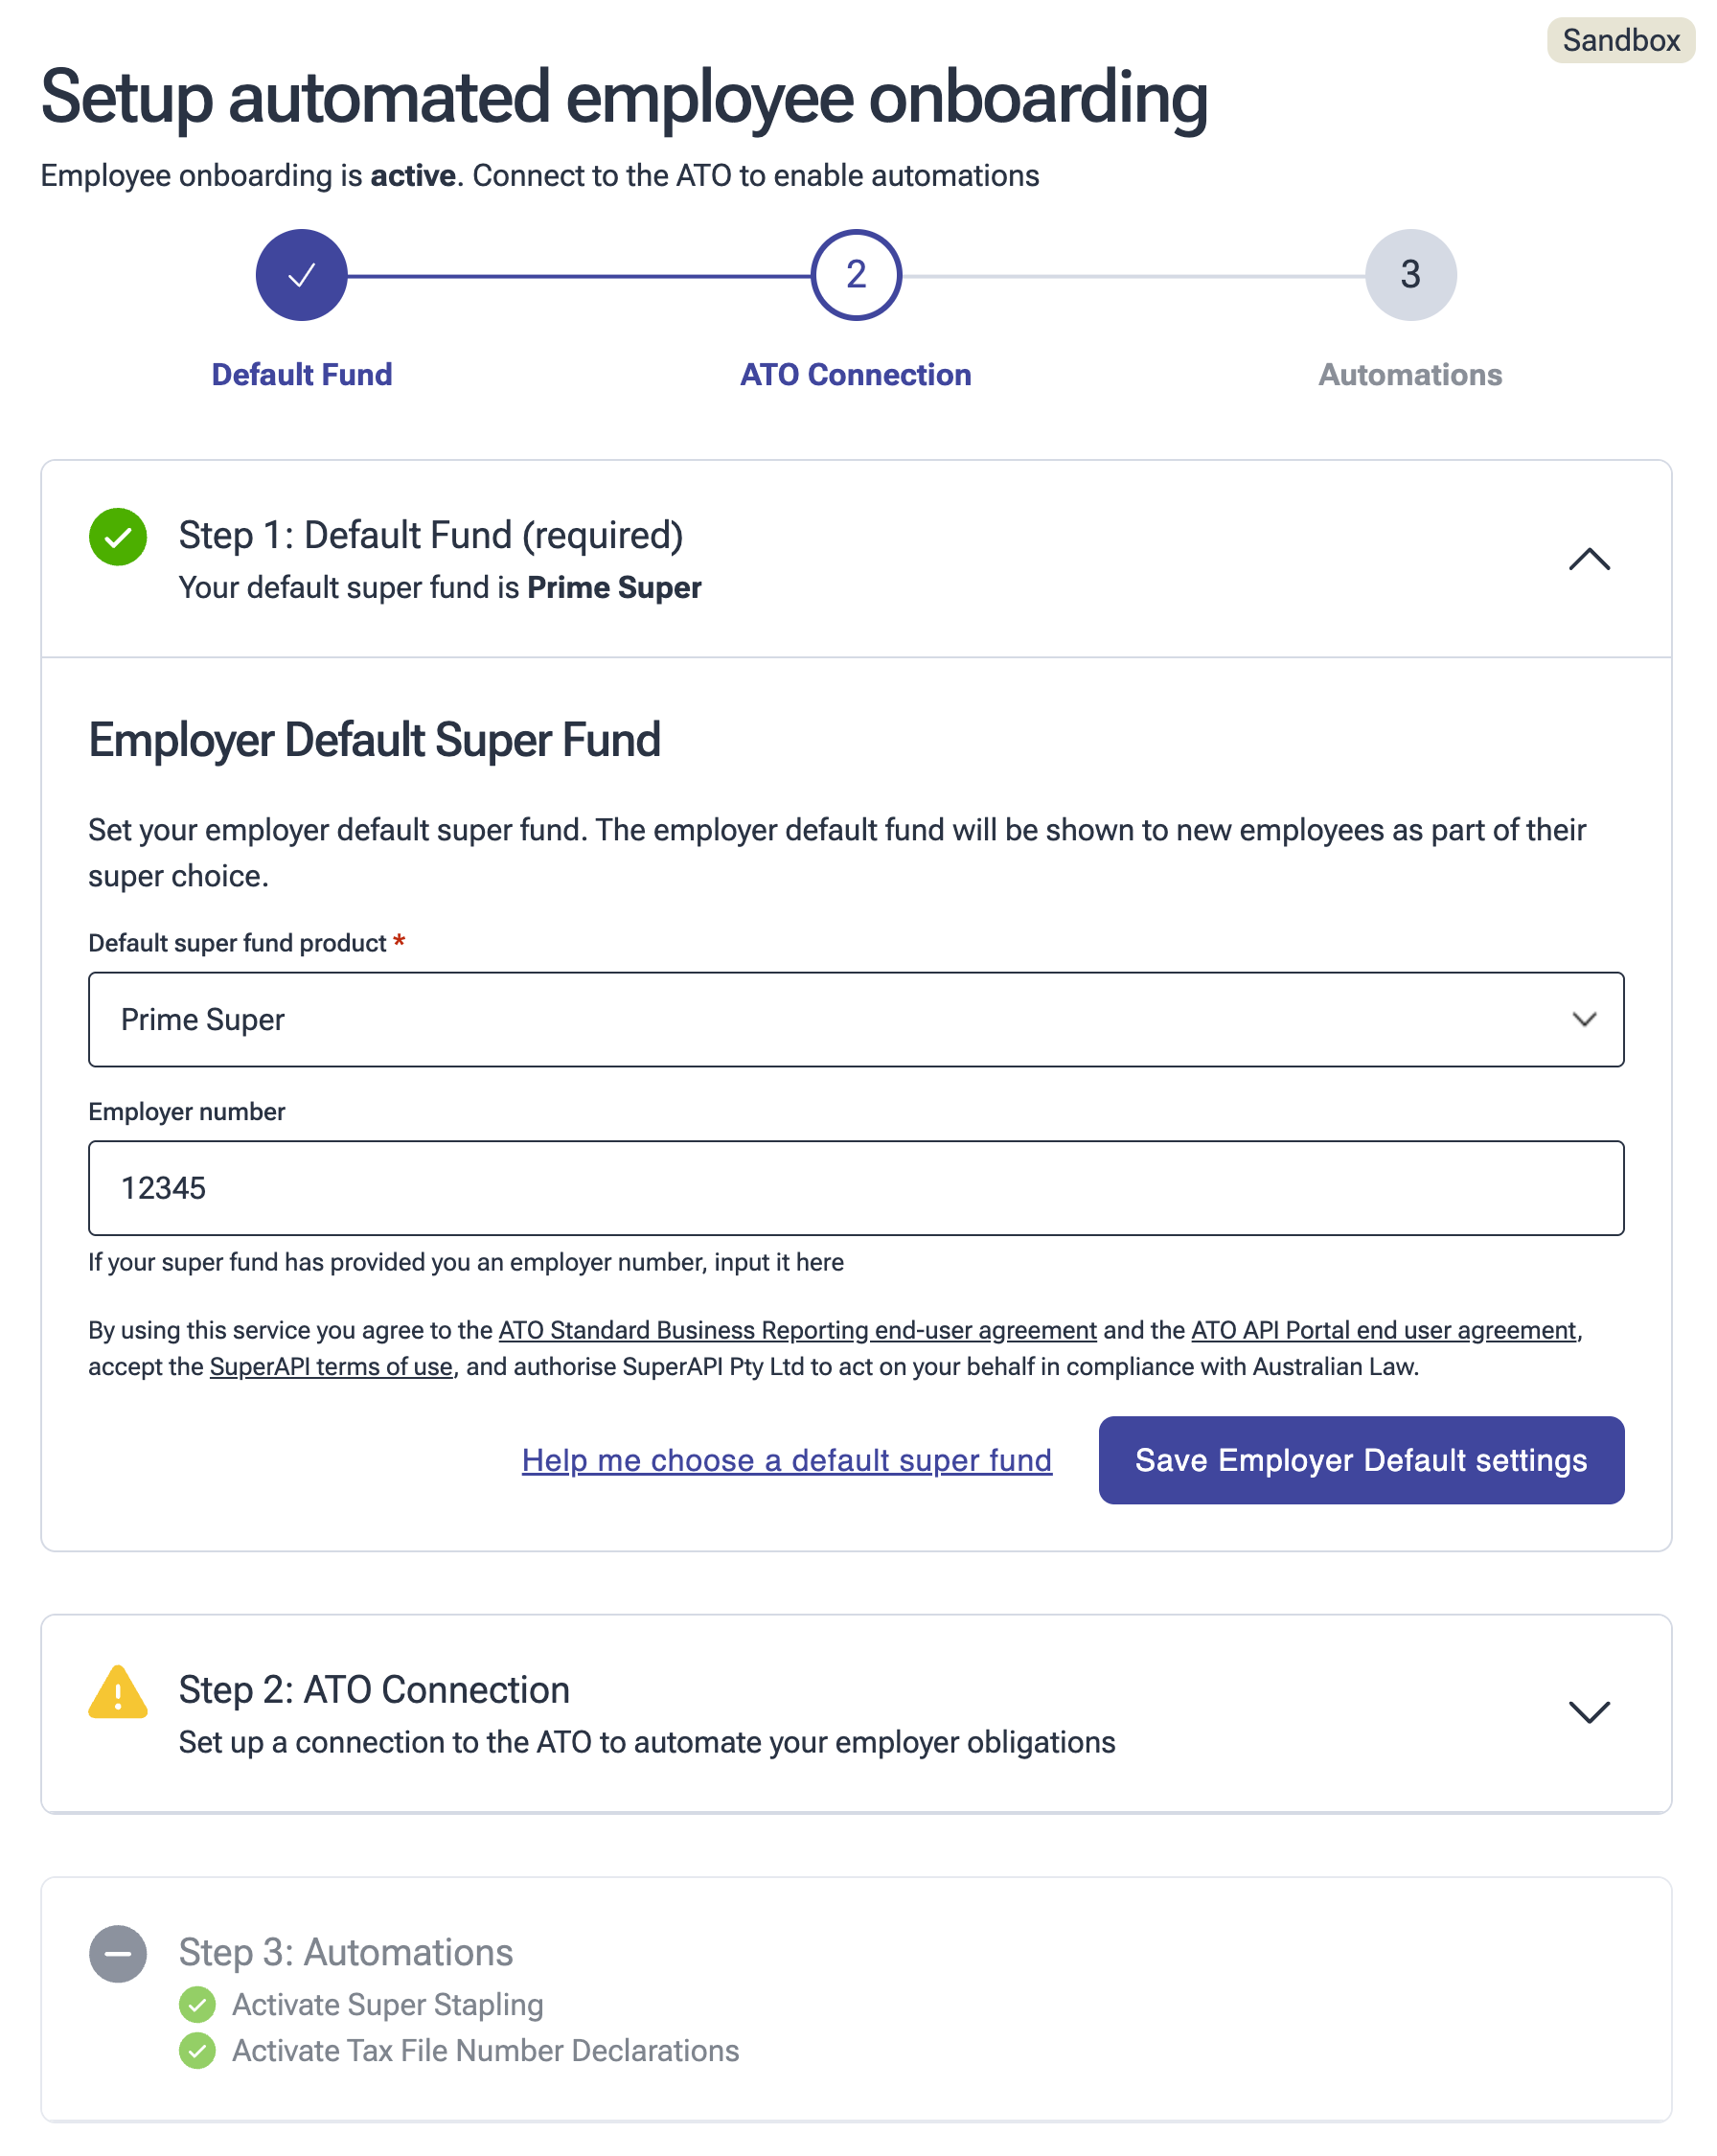 Sandbox
Setup automated employee onboarding
Employee onboarding is active. Connect to the ATO to enable automations
2
3
Default Fund
ATO Connection
Automations
Step 1: Default Fund (required)
Your default super fund is Prime Super
Employer Default Super Fund
Set your employer default super fund. The employer default fund will be shown to new employees as part of their
super choice.
Default super fund product *
Prime Super
Employer number
12345
If your super fund has provided you an employer number, input it here
By using this service you agree to the ATO Standard Business Reporting end-user agreement and the ATO API Portal end user agreement,
accept the SuperAPI terms of use, and authorise SuperAPI Pty Ltd to act on your behalf in compliance with Australian Law.
Help me choose a default super fund
Save Employer Default settings
Step 2: ATO Connection
Set up a connection to the ATO to automate your employer obligations
Step 3: Automations
Activate Super Stapling
Activate Tax File Number Declarations